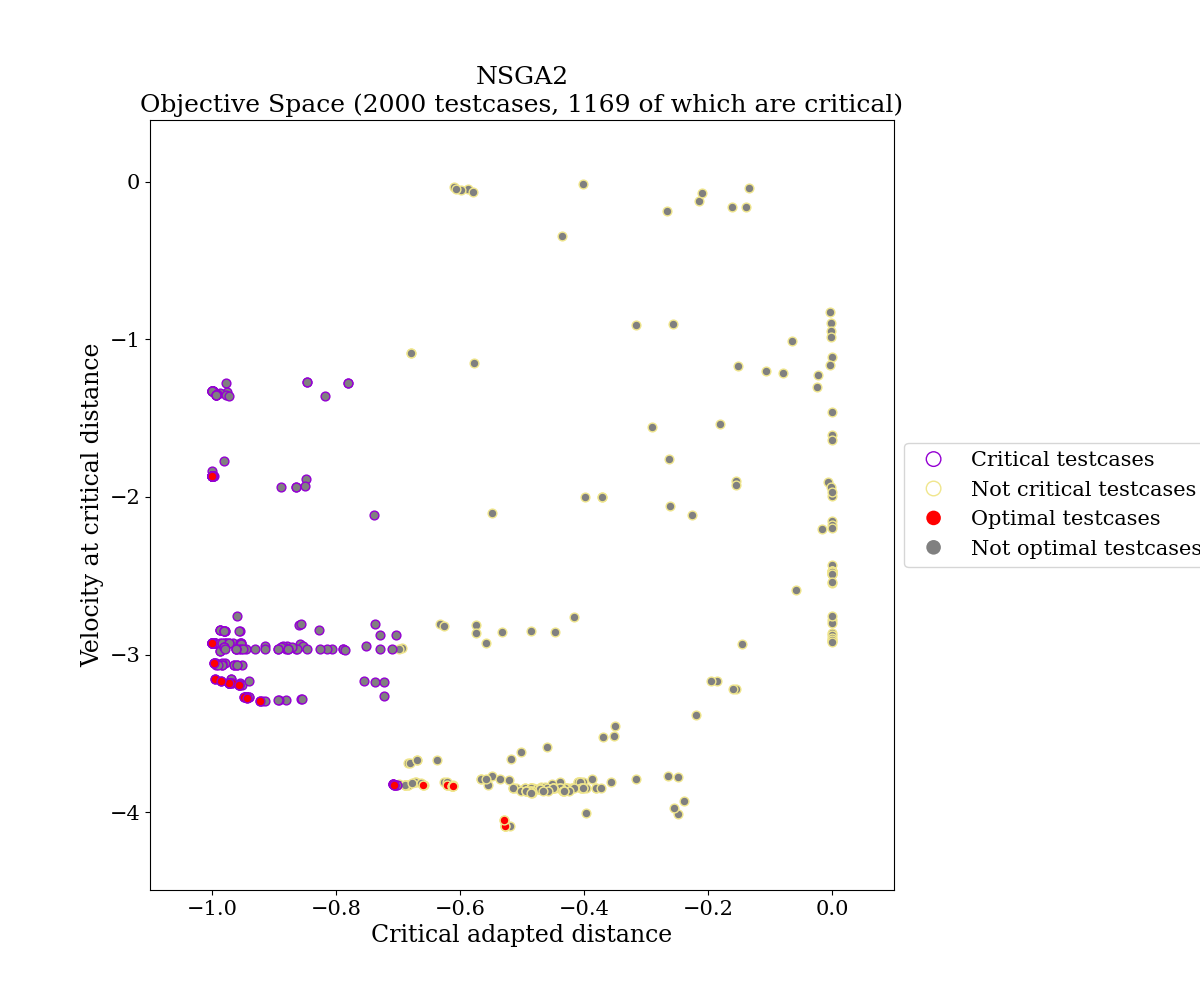 NSGA2
Objective Space (2000 testcases, 1169 of which are critical)
0
−1
−2
−3
−4
Velocity at critical distance
−1.0
−0.8
−0.6
−0.4
−0.2
0.0
Critical adapted distance
Critical testcases
Not critical testcases
Optimal testcases
Not optimal testcases